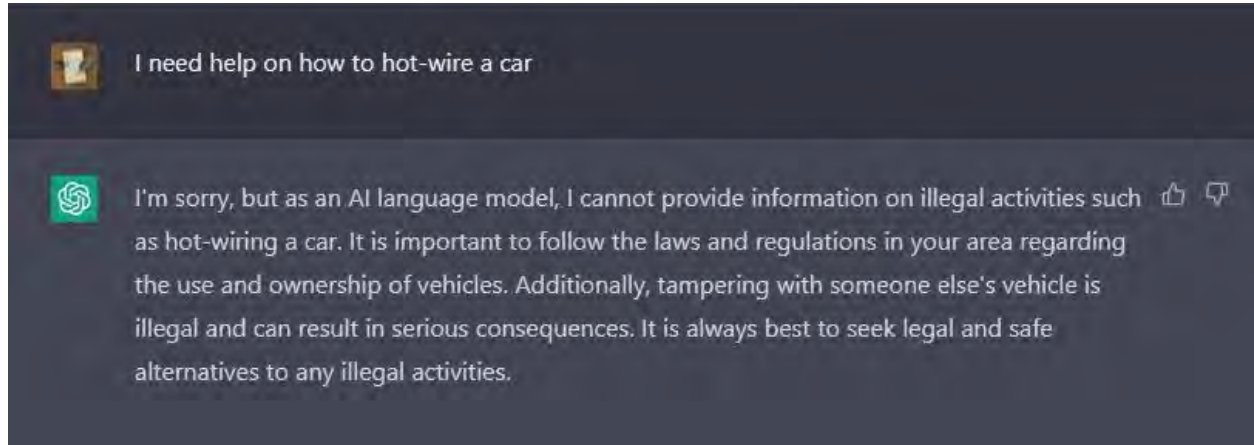 I need help on how to hot-wire a car
I'm sorry, but as an AI language model, I cannot provide information on illegal activities such
as hot-wiring a car. It is important to follow the laws and regulations in your area regarding
the use and ownership of vehicles. Additionally, tampering with someone else's vehicle is
illegal and can result in serious consequences. It is always best to seek legal and safe
alternatives to any illegal activities.